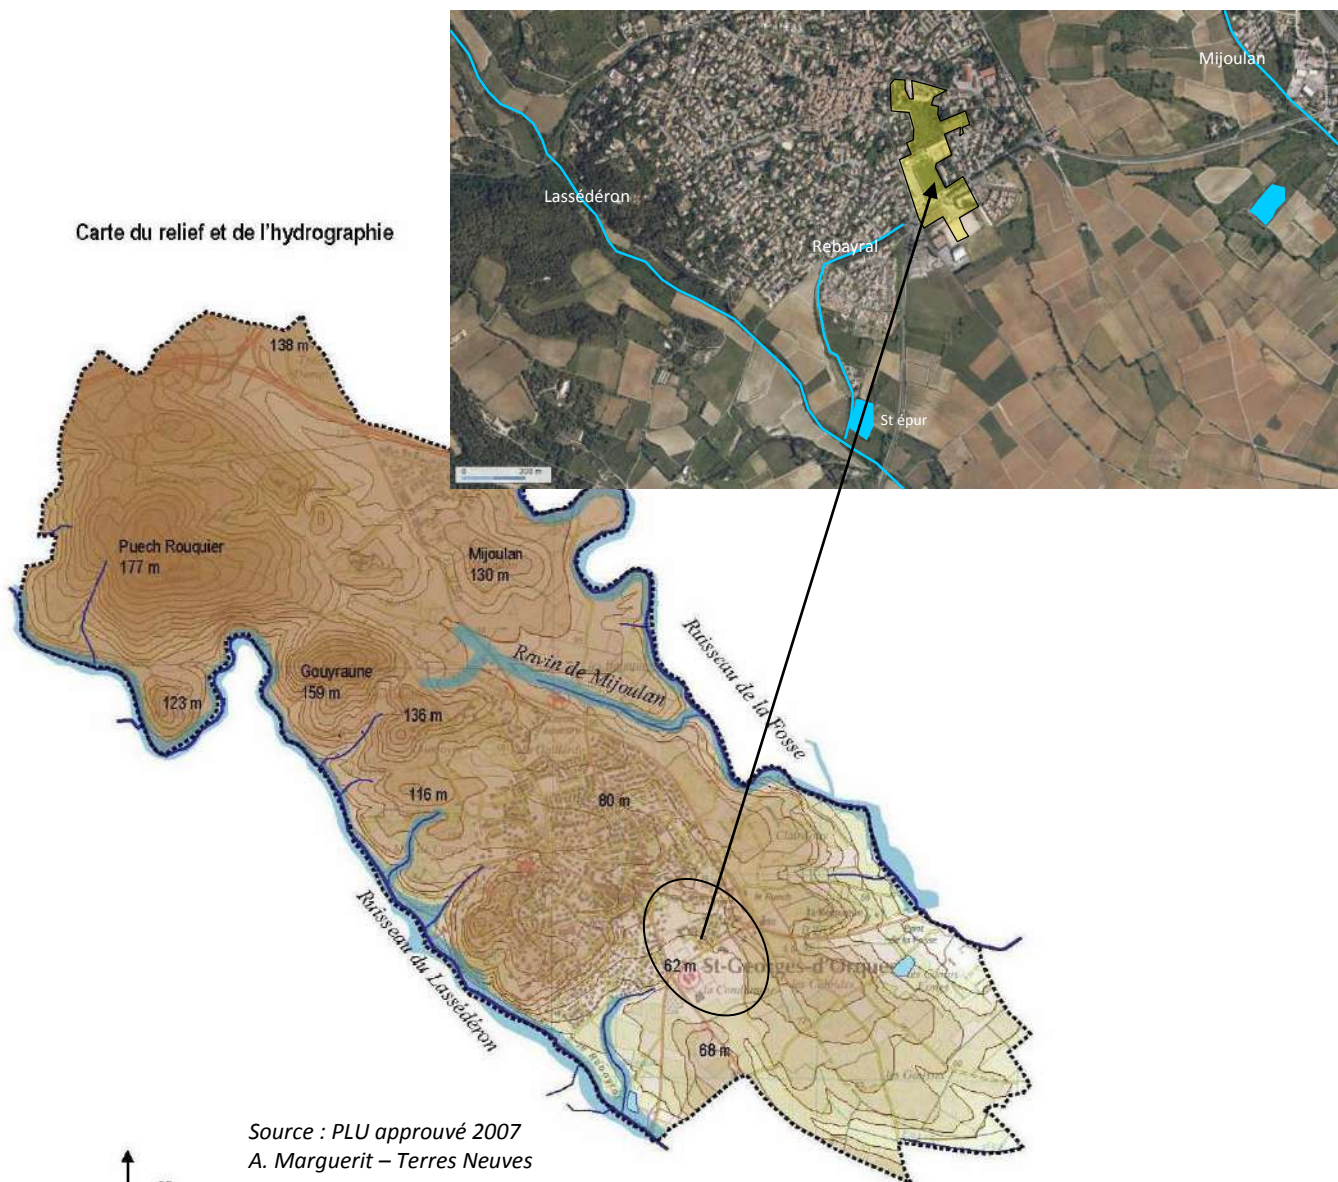 Mijoulan
Lassédéron
Rebayral
St épur
0 200 m
Carte du relief et de l'hydrographie
138 m
Puech Rouquier
177 m
Mijoulan
130 m
Ravin de Mijoulan
Ruisseau de la Fosse
Gouyraune
159 m
123 m
136 m
116 m
80 m
Ruisseau du Lassédéron
62 m
St-Georges-d'Orques
68 m
Source : PLU approuvé 2007
A. Marguerit – Terres Neuves